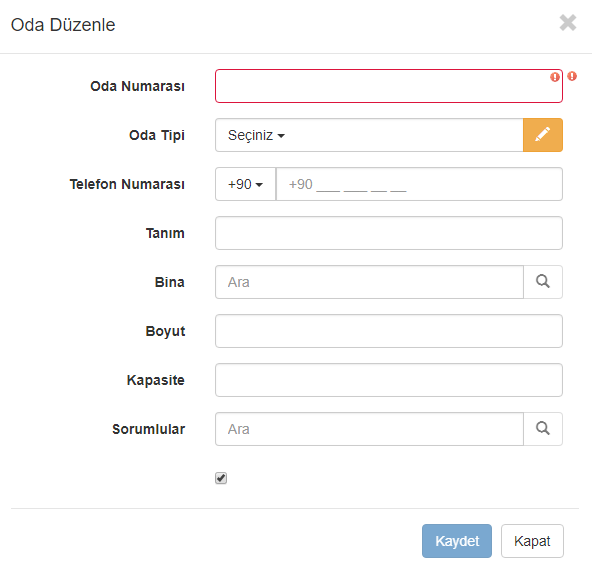 Oda Düzenle
Oda Numarası
Oda Tipi Seçiniz
Telefon Numarası +90 +90 ___ ___ __ __
Tanım
Bina Ara
Boyut
Kapasite
Sorumlular Ara
Kaydet Kapat